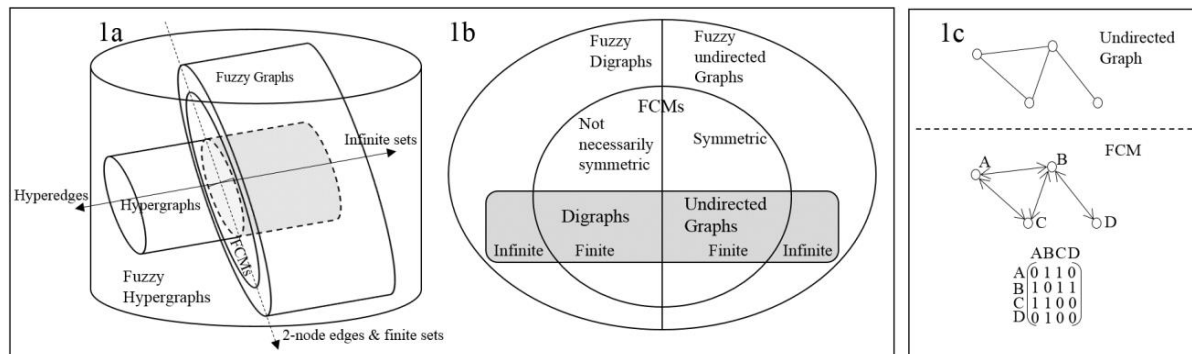 1a
Fuzzy Graphs
Infinite sets
Hyperedges
Hypergraphs
FCMs
Fuzzy
Hypergraphs
2-node edges & finite sets
1b
Fuzzy
Digraphs
Fuzzy
undirected
Graphs
FCMs
Not
necessarily
symmetric
Symmetric
Digraphs
Undirected
Graphs
Infinite
Finite
Finite
Infinite
1c
Undirected
Graph
FCM
A
B
C
D
ABCD
A 0 1 1 0
B 1 0 1 1
C 1 1 0 0
D 0 1 0 0